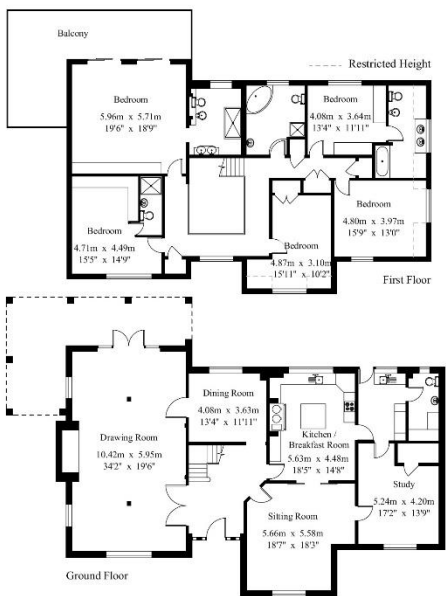 Balcony
Restricted Height
Bedroom
5.96m x 5.71m
19'6" x 18'9"
Bedroom
4.08m x 3.64m
13'4" x 11'11"
Bedroom
4.71m x 4.49m
15'5" x 14'9"
Bedroom
4.87m x 3.10m
15'11" x 10'2"
Bedroom
4.80m x 3.97m
15'9" x 13'0"
First Floor
Dining Room
4.08m x 3.63m
13'4" x 11'11"
Drawing Room
10.42m x 5.95m
34'2" x 19'6"
Kitchen /
Breakfast Room
5.63m x 4.48m
18'5" x 14'8"
Study
5.24m x 4.20m
17'2" x 13'9"
Sitting Room
5.66m x 5.58m
18'7" x 18'3"
Ground Floor